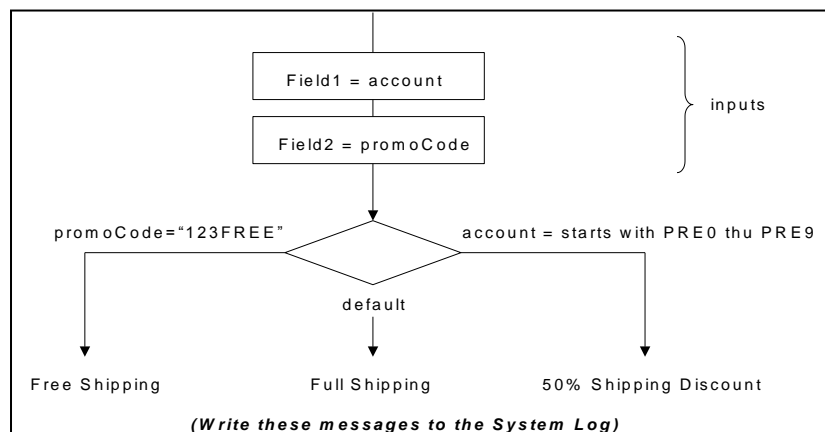 Field1 = account
inputs
Field2 = promoCode
promoCode=“123FREE”
account = starts with PRE0 thru PRE9
default
Free Shipping
Full Shipping
50% Shipping Discount
(Write these messages to the System Log)